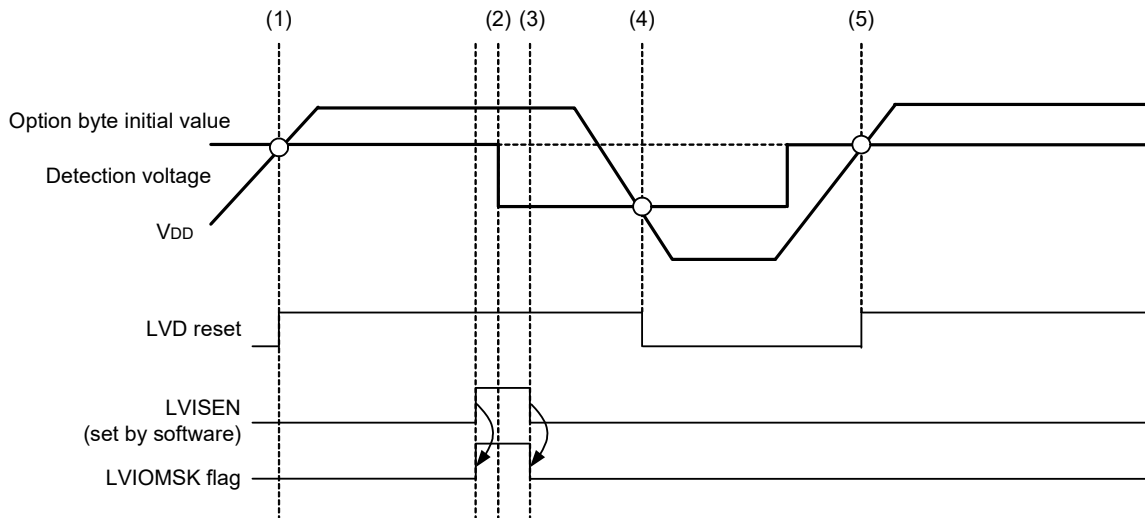 (1) (2) (3) (4) (5)
Option byte initial value
Detection voltage
VDD
LVD reset
LVISEN
(set by software)
LVIOMSK flag